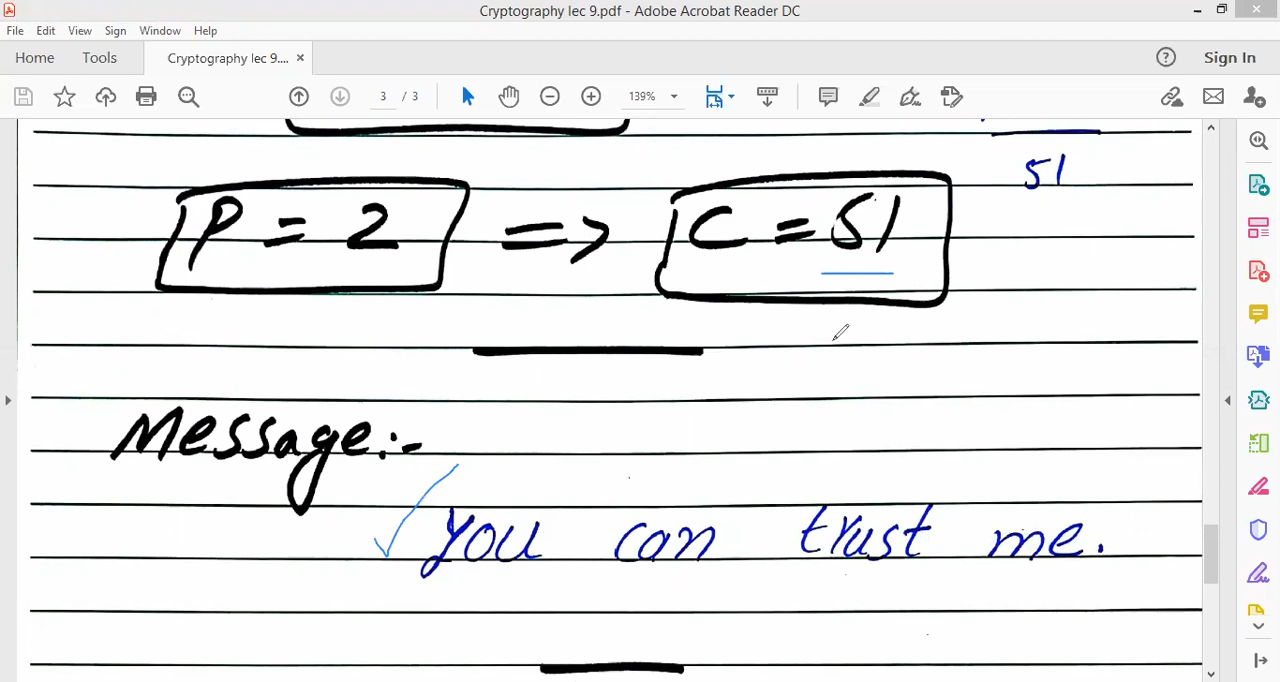 Cryptography lec 9.pdf - Adobe Acrobat Reader DC
File Edit View Sign Window Help
Home Tools Cryptography lec 9.... × Sign In
3 / 3 139%
51
P = 2 => C = 51
Message:-
you can trust me.